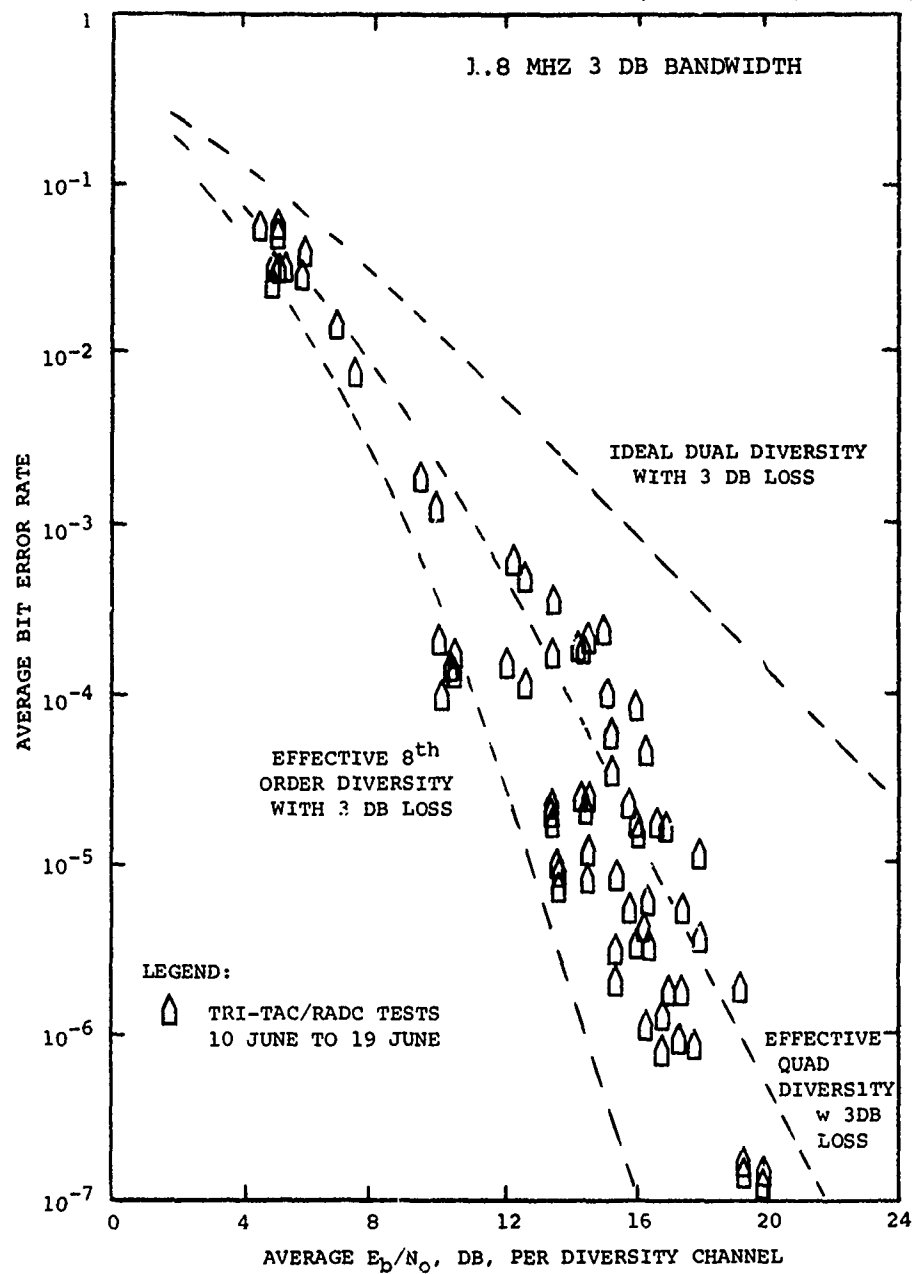 1.8 MHZ 3 DB BANDWIDTH
1
10-1
10-2
10-3
10-4
10-5
10-6
10-7
AVERAGE BIT ERROR RATE
IDEAL DUAL DIVERSITY
WITH 3 DB LOSS
EFFECTIVE 8th
ORDER DIVERSITY
WITH 3 DB LOSS
LEGEND:
TRI-TAC/RADC TESTS
10 JUNE TO 19 JUNE
EFFECTIVE
QUAD
DIVERSITY
w 3DB
LOSS
0 4 8 12 16 20 24
AVERAGE Eb/No, DB, PER DIVERSITY CHANNEL